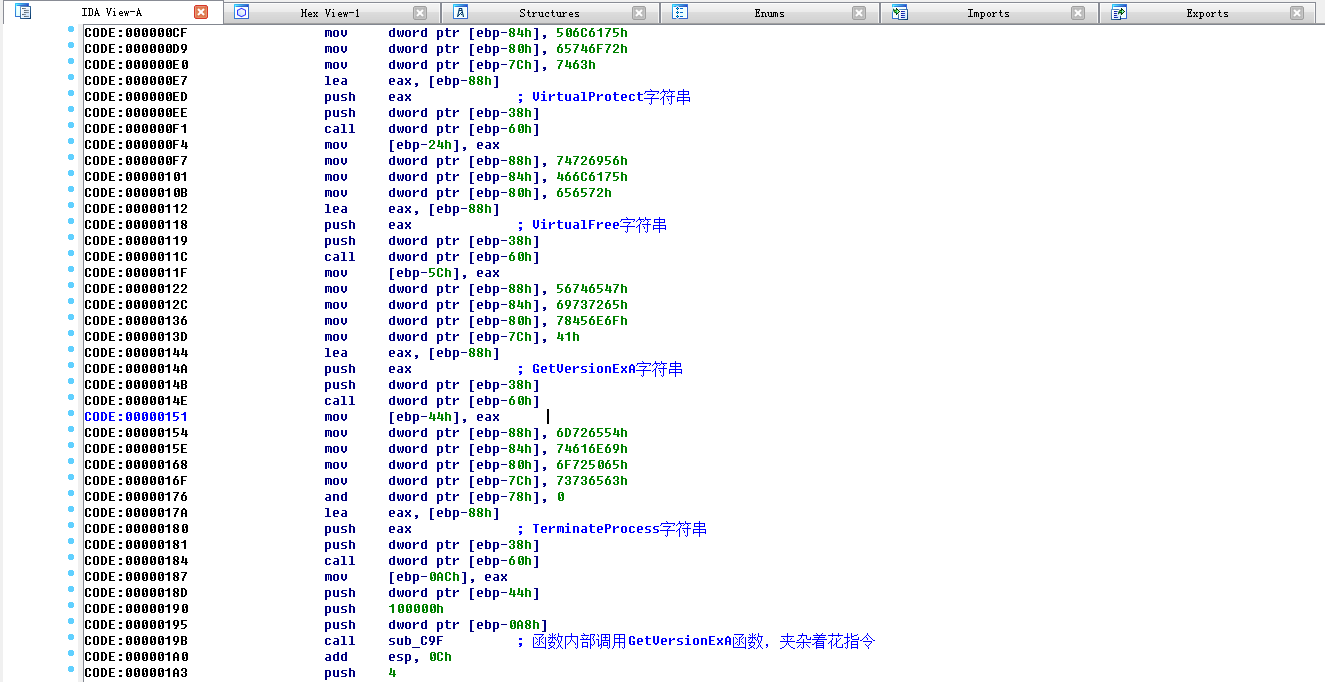 IDA View-A Hex View-1 Structures Enums Imports Exports
CODE:000000CF mov dword ptr [ebp-84h], 506C6175h
CODE:000000D9 mov dword ptr [ebp-80h], 65746F72h
CODE:000000E0 mov dword ptr [ebp-7Ch], 7463h
CODE:000000E7 lea eax, [ebp-88h]
CODE:000000ED push eax ; VirtualProtect字符串
CODE:000000EE push dword ptr [ebp-38h]
CODE:000000F1 call dword ptr [ebp-60h]
CODE:000000F4 mov [ebp-24h], eax
CODE:000000F7 mov dword ptr [ebp-88h], 74726956h
CODE:00000101 mov dword ptr [ebp-84h], 466C6175h
CODE:0000010B mov dword ptr [ebp-80h], 656572h
CODE:00000112 lea eax, [ebp-88h]
CODE:00000118 push eax ; VirtualFree字符串
CODE:00000119 push dword ptr [ebp-38h]
CODE:0000011C call dword ptr [ebp-60h]
CODE:0000011F mov [ebp-5Ch], eax
CODE:00000122 mov dword ptr [ebp-88h], 56746547h
CODE:0000012C mov dword ptr [ebp-84h], 69737265h
CODE:00000136 mov dword ptr [ebp-80h], 78456E6Fh
CODE:0000013D mov dword ptr [ebp-7Ch], 41h
CODE:00000144 lea eax, [ebp-88h]
CODE:0000014A push eax ; GetVersionExA字符串
CODE:0000014B push dword ptr [ebp-38h]
CODE:0000014E call dword ptr [ebp-60h]
CODE:00000151 mov [ebp-44h], eax
CODE:00000154 mov dword ptr [ebp-88h], 6D726554h
CODE:0000015E mov dword ptr [ebp-84h], 74616E69h
CODE:00000168 mov dword ptr [ebp-80h], 6F725065h
CODE:0000016F mov dword ptr [ebp-7Ch], 73736563h
CODE:00000176 and dword ptr [ebp-78h], 0
CODE:0000017A lea eax, [ebp-88h]
CODE:00000180 push eax ; TerminateProcess字符串
CODE:00000181 push dword ptr [ebp-38h]
CODE:00000184 call dword ptr [ebp-60h]
CODE:00000187 mov [ebp-0ACh], eax
CODE:0000018D push dword ptr [ebp-44h]
CODE:00000190 push 100000h
CODE:00000195 push dword ptr [ebp-0A8h]
CODE:0000019B call sub_C9F ; 函数内部调用GetVersionExA函数，夹杂着花指令
CODE:000001A0 add esp, 0Ch
CODE:000001A3 push 4